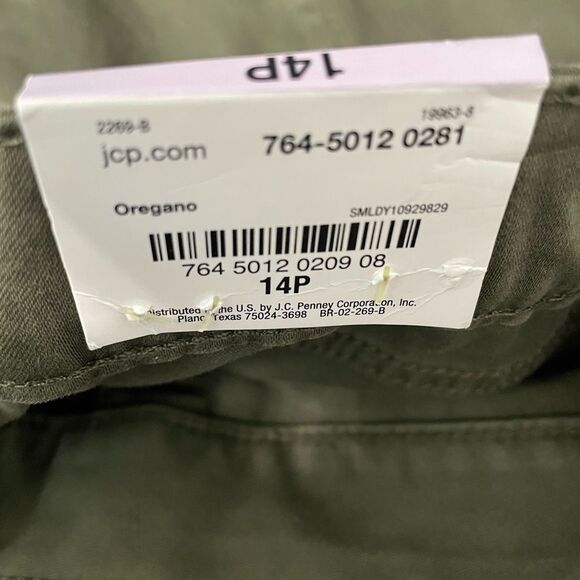 14P
2269-B 19963-8
jcp.com 764-5012 0281
Oregano SMLDY10929829
764 5012 0209 08
14P
Distributed in the U.S. by J.C. Penney Corporation, Inc.
Plano, Texas 75024-3698 BR-02-269-B